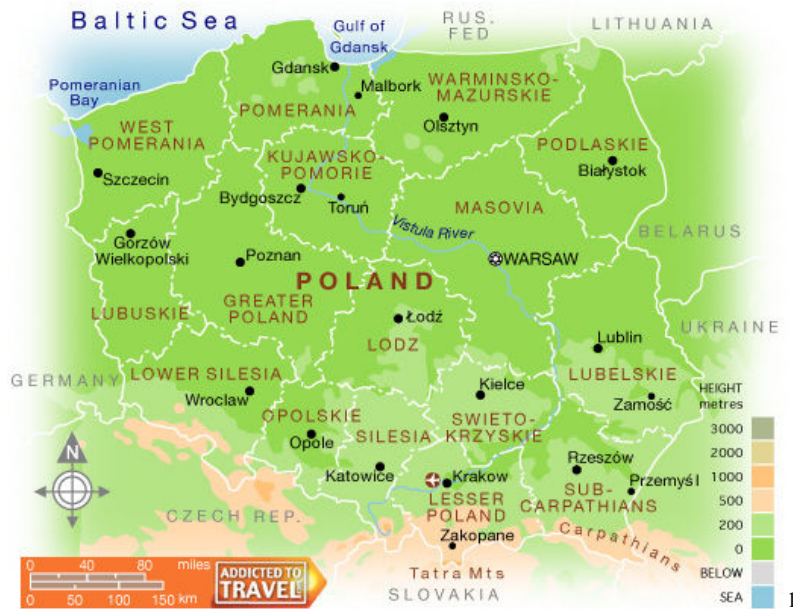 Baltic Sea
Gulf of
Gdansk
RUS.
FED
LITHUANIA
Pomeranian
Bay
Gdansk
Malbork
WARMINSKO-
MAZURSKIE
Olsztyn
POMERANIA
WEST
POMERANIA
PODLASKIE
Białystok
KUJAWSKO-
POMORIE
Szczecin
Bydgoszcz
Toruń
MASOVIA
Vistula River
BELARUS
Gorzów
Wielkopolski
Poznan
WARSAW
POLAND
LUBUSKIE
GREATER
POLAND
Łodź
LODZ
UKRAINE
Lublin
LUBELSKIE
Zamość
GERMANY
LOWER SILESIA
Wroclaw
Kielce
OPOLSKIE
Opole
SILESIA
SWIETO-
KRZYSKIE
Katowice
Krakow
LESSER
POLAND
Rzeszów
Przemyśl
SUB-
CARPATHIANS
CZECH REP.
Zakopane
Carpathians
Tatra Mts
SLOVAKIA
N
HEIGHT
metres
3000
2000
1000
500
200
0
BELOW
SEA
0 40 80 miles
0 50 100 150 km
ADDICTED TO
TRAVEL
1